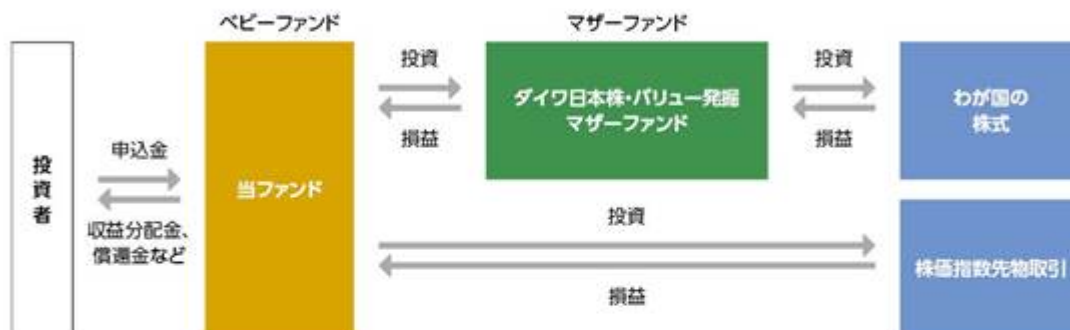 ベビーファンド
マザーファンド
投資者
申込金
収益分配金、
償還金など
当ファンド
投資
損益
ダイワ日本株・バリュー発掘
マザーファンド
投資
損益
わが国の
株式
投資
損益
株価指数先物取引